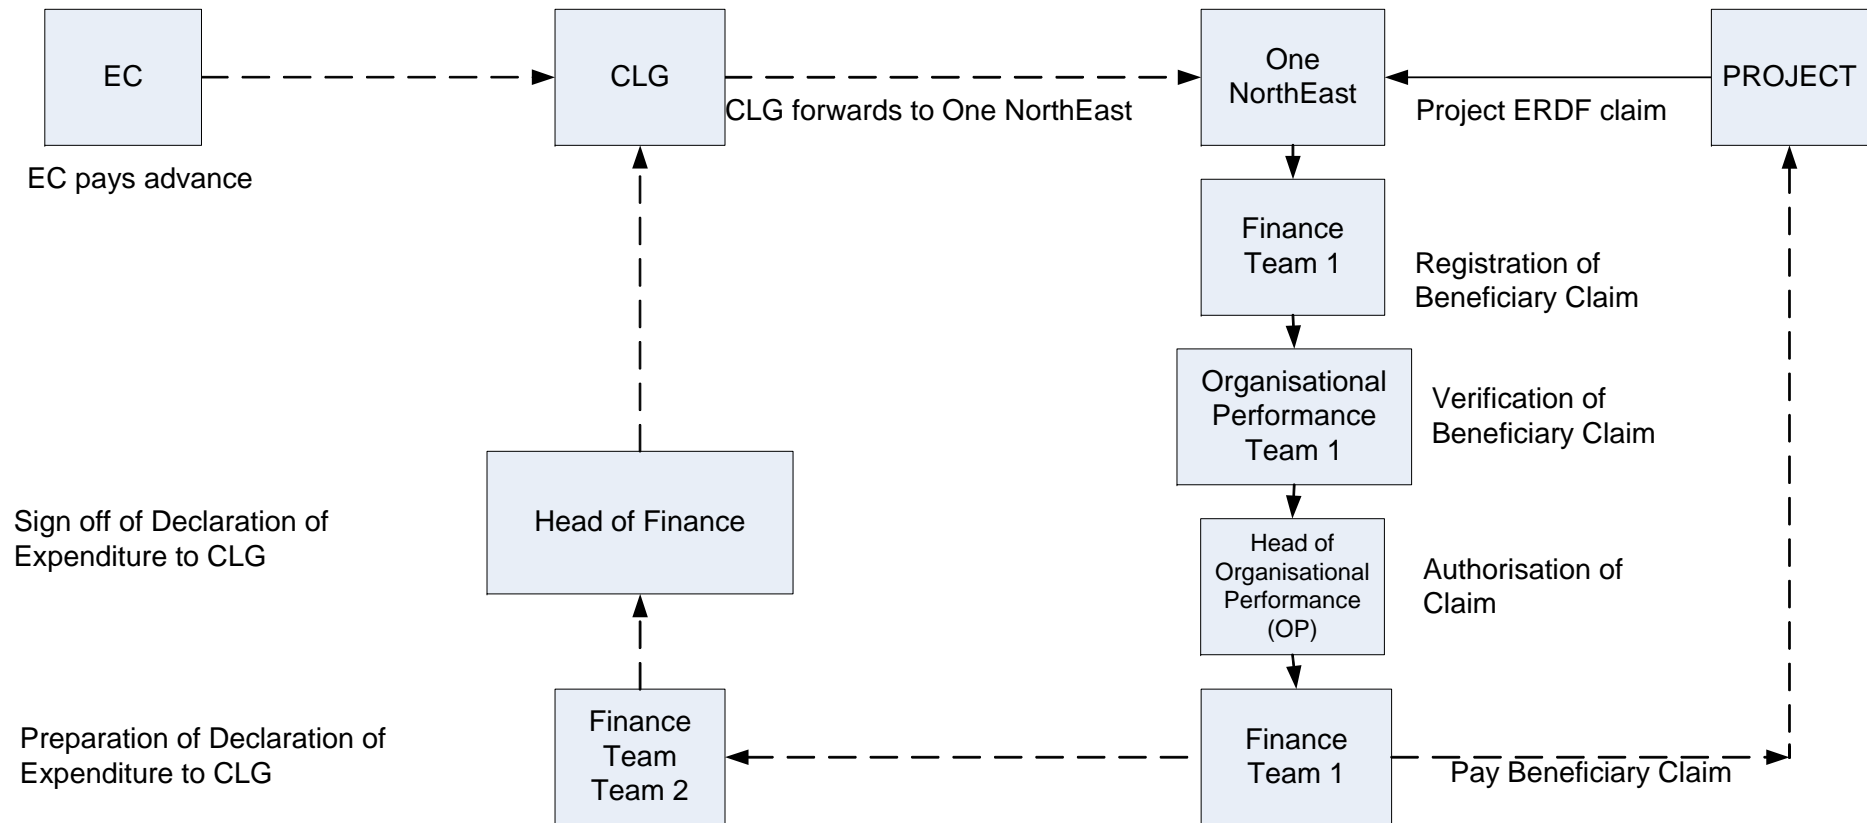 EC
CLG
One
NorthEast
PROJECT
CLG forwards to One NorthEast
Project ERDF claim
EC pays advance
Finance
Team 1
Registration of
Beneficiary Claim
Organisational
Performance
Team 1
Verification of
Beneficiary Claim
Sign off of Declaration of
Expenditure to CLG
Head of Finance
Head of
Organisational
Performance
(OP)
Authorisation of
Claim
Preparation of Declaration of
Expenditure to CLG
Finance
Team
Team 2
Finance
Team 1
Pay Beneficiary Claim